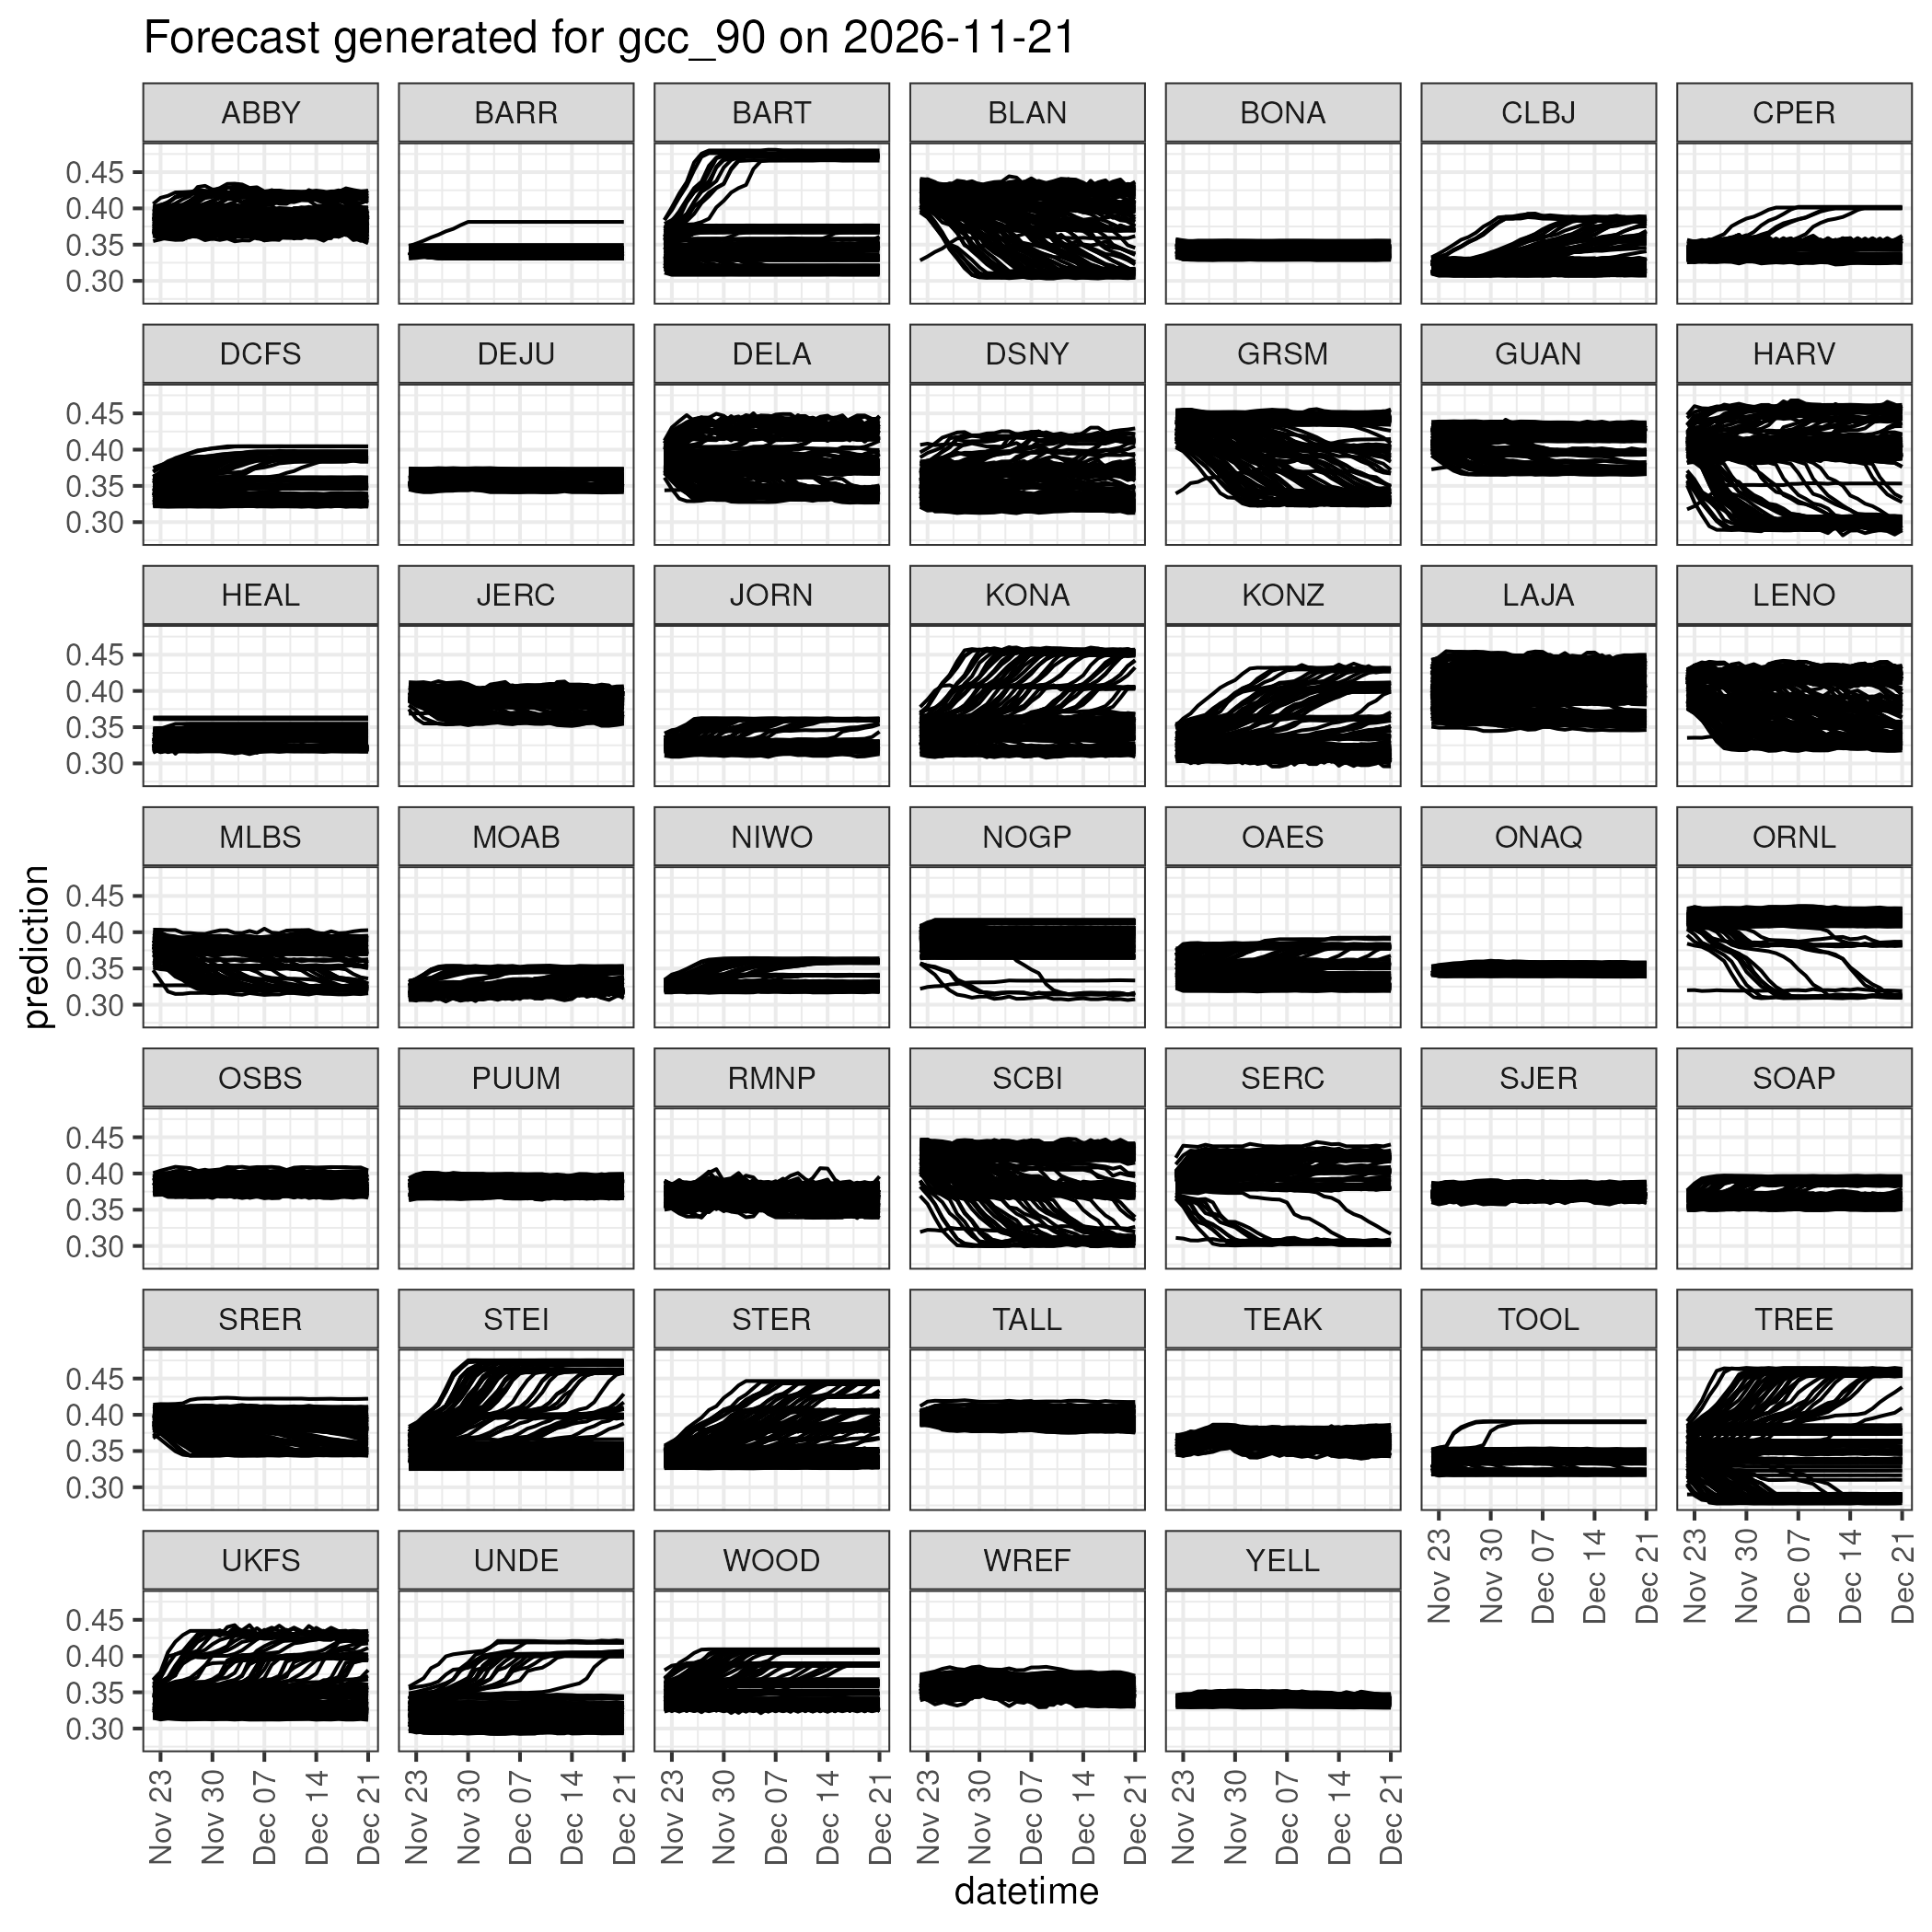 Forecast generated for gcc_90 on 2026-11-21
ABBY BARR BART BLAN BONA CLBJ CPER
0.45
0.40
0.35
0.30
DCFS DEJU DELA DSNY GRSM GUAN HARV
0.45
0.40
0.35
0.30
HEAL JERC JORN KONA KONZ LAJA LENO
0.45
0.40
0.35
0.30
MLBS MOAB NIWO NOGP OAES ONAQ ORNL
0.45
0.40
0.35
0.30
prediction
OSBS PUUM RMNP SCBI SERC SJER SOAP
0.45
0.40
0.35
0.30
SRER STEI STER TALL TEAK TOOL TREE
0.45
0.40
0.35
0.30
Nov 23 Nov 30 Dec 07 Dec 14 Dec 21 Nov 23 Nov 30 Dec 07 Dec 14 Dec 21
UKFS UNDE WOOD WREF YELL
0.45
0.40
0.35
0.30
Nov 23 Nov 30 Dec 07 Dec 14 Dec 21 Nov 23 Nov 30 Dec 07 Dec 14 Dec 21 Nov 23 Nov 30 Dec 07 Dec 14 Dec 21 Nov 23 Nov 30 Dec 07 Dec 14 Dec 21 Nov 23 Nov 30 Dec 07 Dec 14 Dec 21
datetime